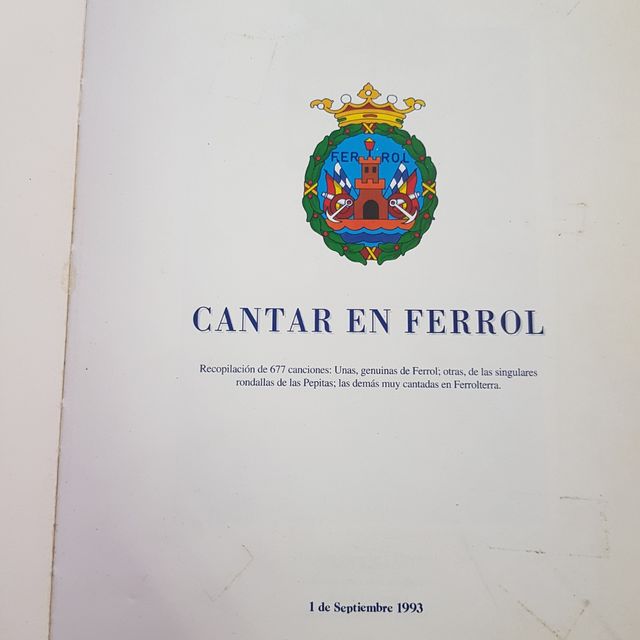 FERROL
CANTAR EN FERROL
Recopilación de 677 canciones: Unas, genuinas de Ferrol; otras, de las singulares
rondallas de las Pepitas; las demás muy cantadas en Ferrolterra.
1 de Septiembre 1993